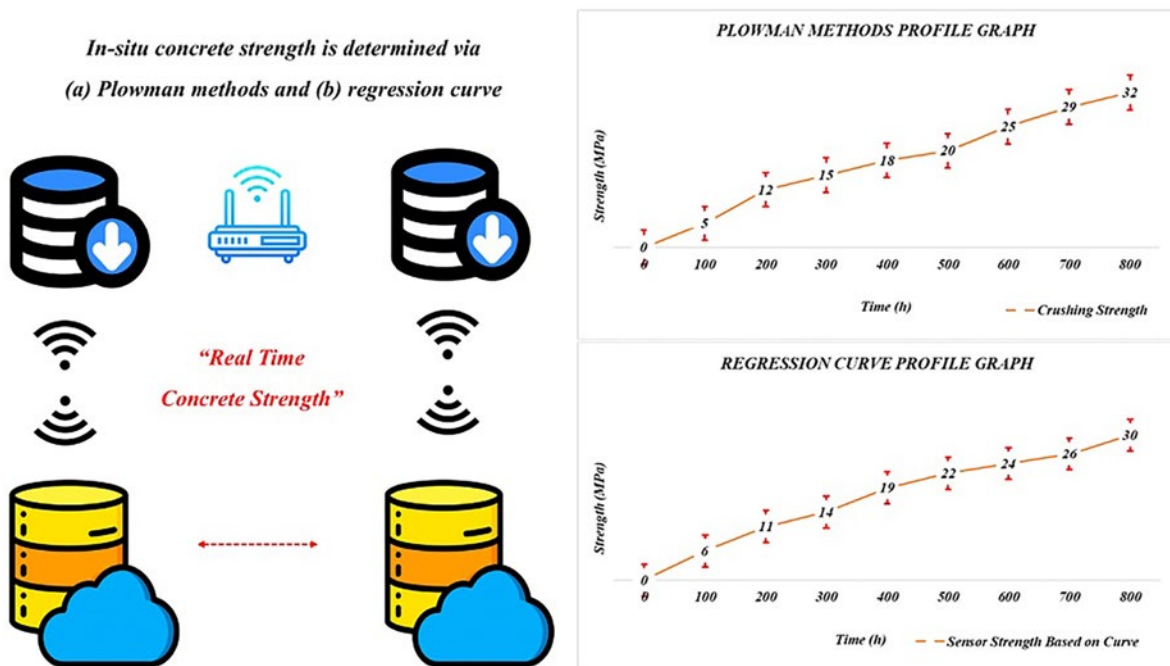 In-situ concrete strength is determined via
(a) Plowman methods and (b) regression curve
“Real Time
Concrete Strength”
PLOWMAN METHODS PROFILE GRAPH
Strength (MPa)
0
5
12
15
18
20
25
29
32
0 100 200 300 400 500 600 700 800
Time (h)
Crushing Strength
REGRESSION CURVE PROFILE GRAPH
Strength (MPa)
0
6
11
14
19
22
24
26
30
0 100 200 300 400 500 600 700 800
Time (h)
Sensor Strength Based on Curve